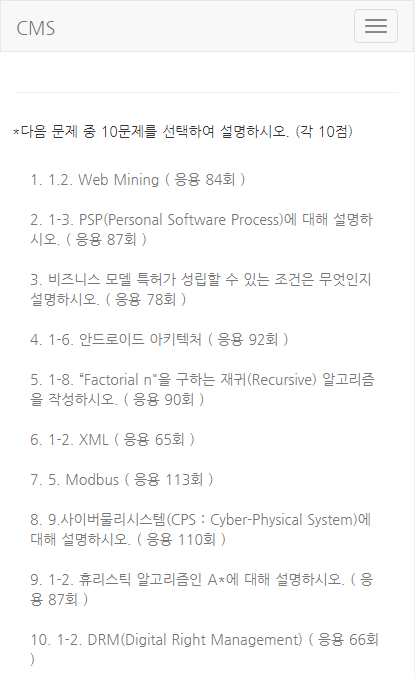 CMS
*다음 문제 중 10문제를 선택하여 설명하시오. (각 10점)
1. 1.2. Web Mining ( 응용 84회 )
2. 1-3. PSP(Personal Software Process)에 대해 설명하
시오. ( 응용 87회 )
3. 비즈니스 모델 특허가 성립할 수 있는 조건은 무엇인지
설명하시오. ( 응용 78회 )
4. 1-6. 안드로이드 아키텍처 ( 응용 92회 )
5. 1-8. “Factorial n"을 구하는 재귀(Recursive) 알고리즘
을 작성하시오. ( 응용 90회 )
6. 1-2. XML ( 응용 65회 )
7. 5. Modbus ( 응용 113회 )
8. 9.사이버물리시스템(CPS : Cyber-Physical System)에
대해 설명하시오. ( 응용 110회 )
9. 1-2. 휴리스틱 알고리즘인 A*에 대해 설명하시오. ( 응
용 87회 )
10. 1-2. DRM(Digital Right Management) ( 응용 66회
)